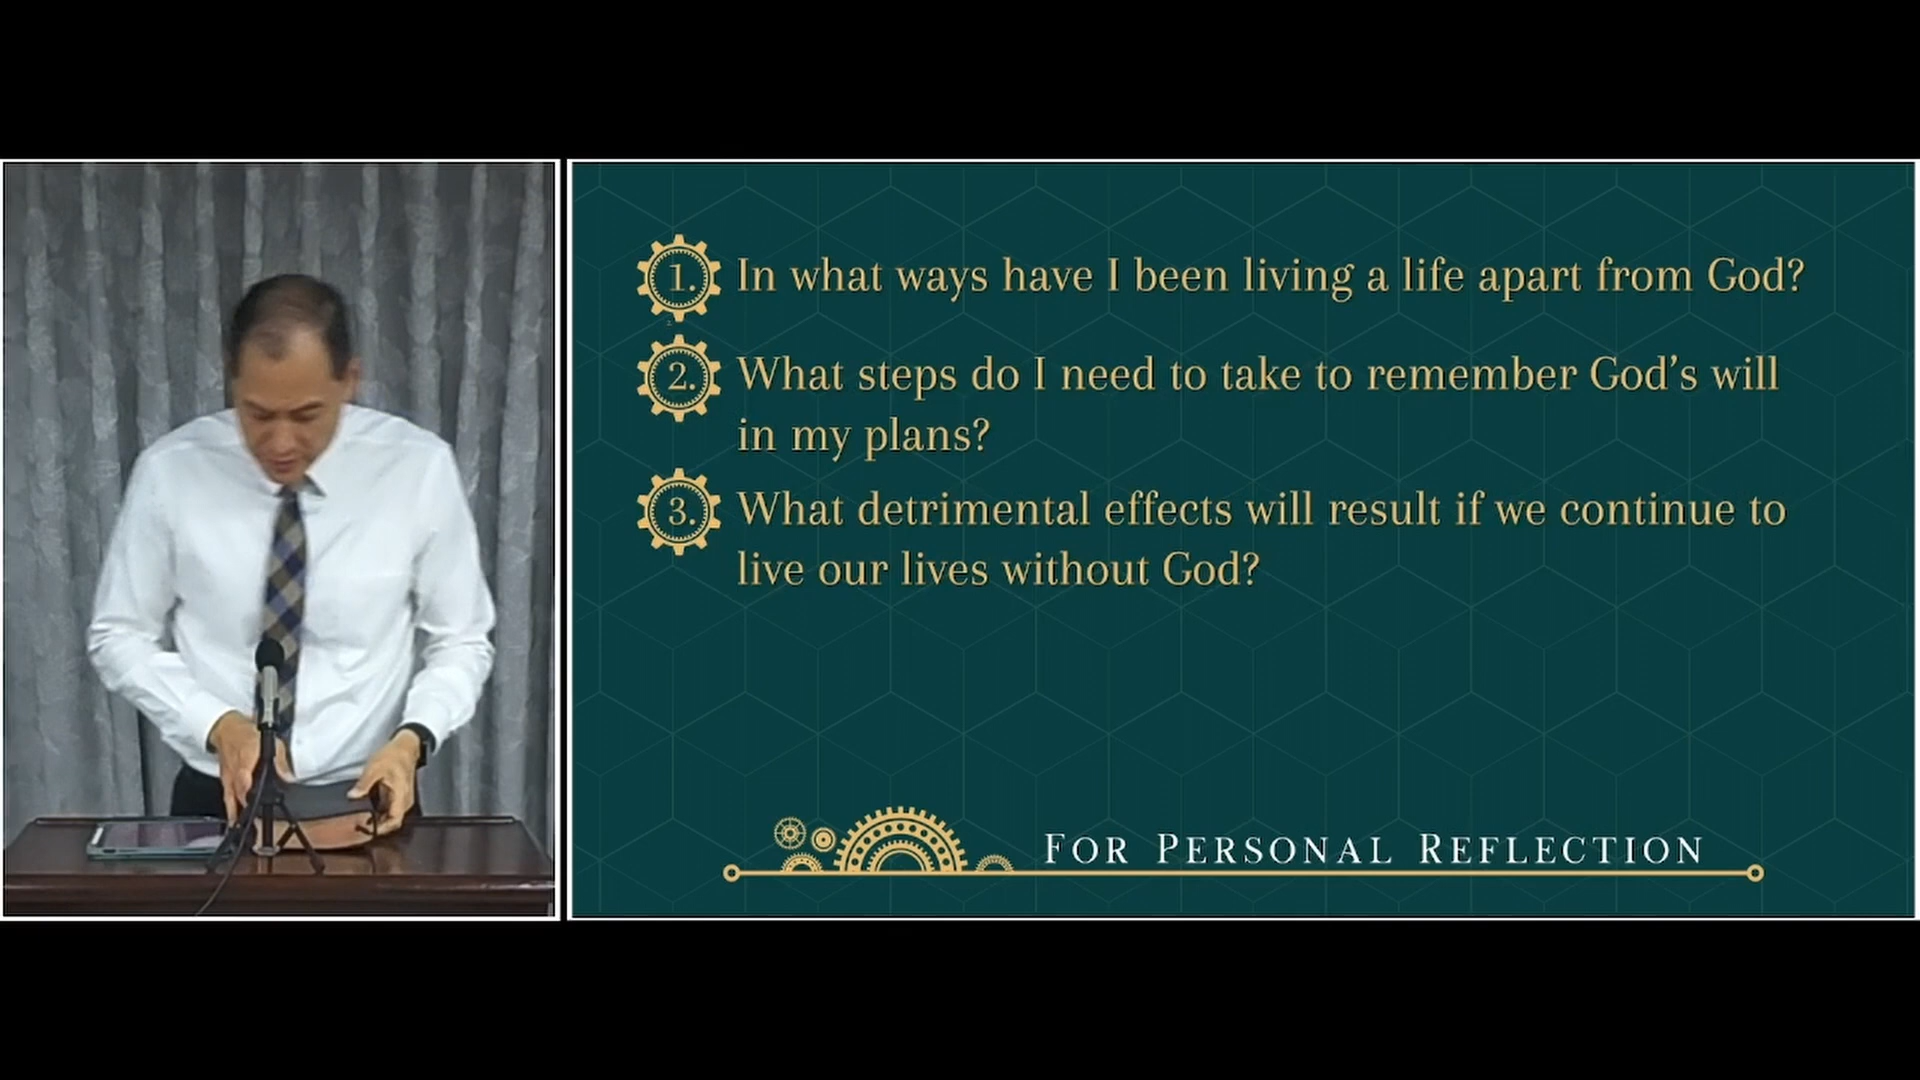 1. In what ways have I been living a life apart from God?
2.
2. What steps do I need to take to remember God's will
in my plans?
3. What detrimental effects will result if we continue to
live our lives without God?
FOR PERSONAL REFLECTION